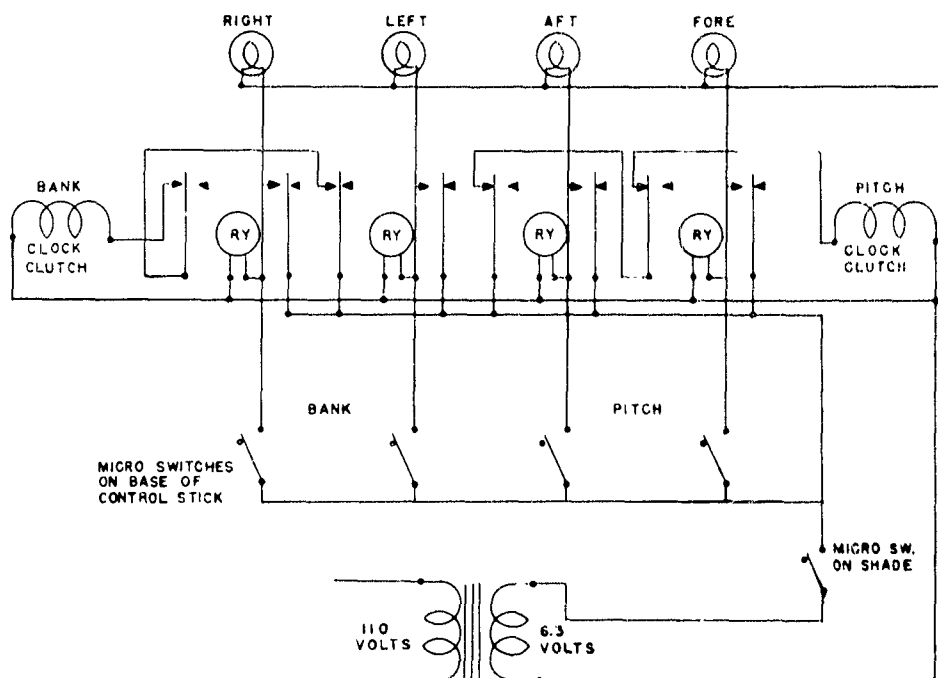 RIGHT
LEFT
AFT
FORE
BANK
CLOCK
CLUTCH
RY
RY
RY
RY
PITCH
CLOCK
CLUTCH
BANK
PITCH
MICRO SWITCHES
ON BASE OF
CONTROL STICK
MICRO SW.
ON SHADE
110
VOLTS
6.3
VOLTS